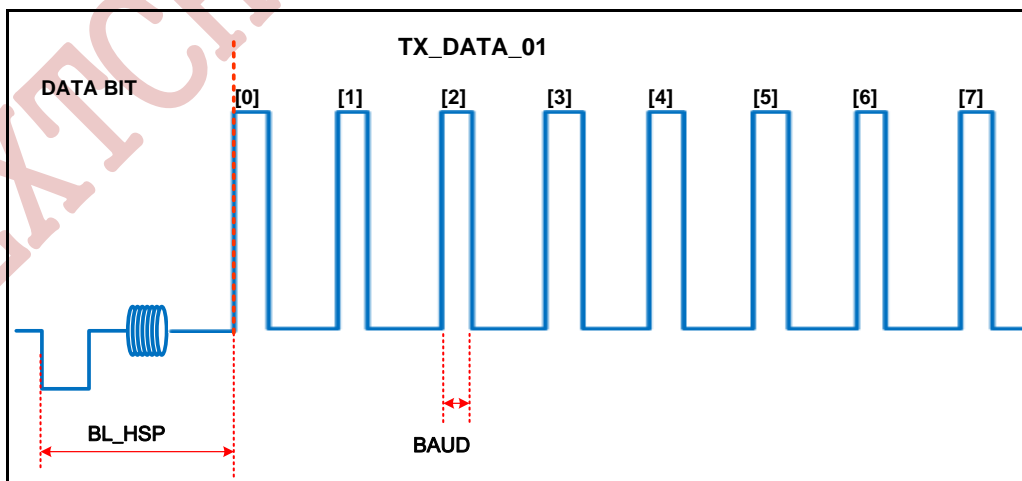 TX_DATA_01
DATA BIT
[0] [1] [2] [3] [4] [5] [6] [7]
BL_HSP
BAUD